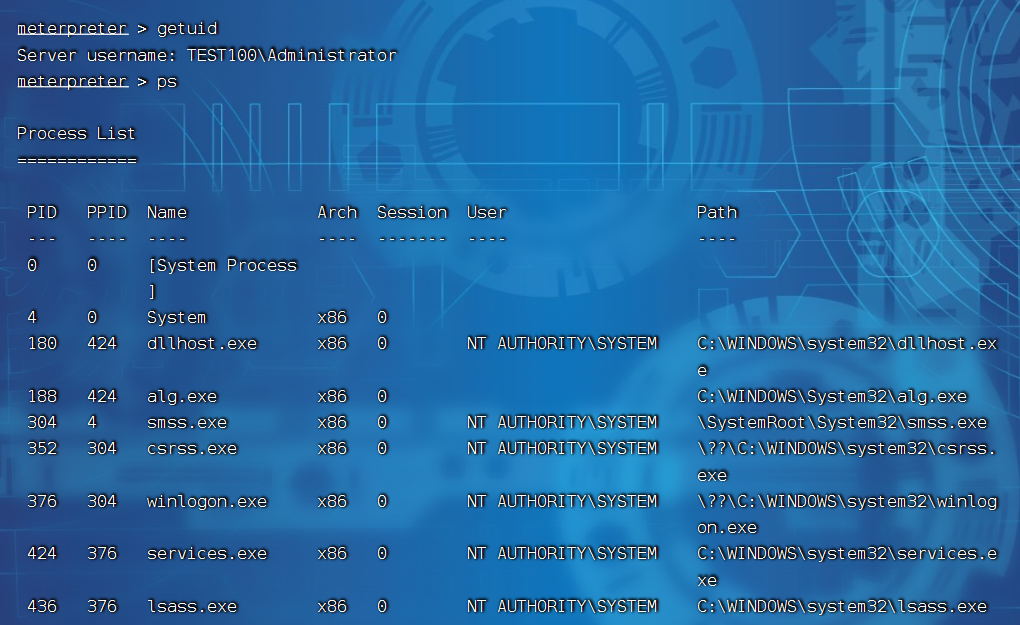 meterpreter > getuid
Server username: TEST100\Administrator
meterpreter > ps
Process List
============
PID PPID Name Arch Session User Path
--- ---- ---- ---- ------- ---- ----
0 0 [System Process
]
4 0 System x86 0
180 424 dllhost.exe x86 0 NT AUTHORITY\SYSTEM C:\WINDOWS\system32\dllhost.ex
e
188 424 alg.exe x86 0 C:\WINDOWS\System32\alg.exe
304 4 smss.exe x86 0 NT AUTHORITY\SYSTEM \SystemRoot\System32\smss.exe
352 304 csrss.exe x86 0 NT AUTHORITY\SYSTEM \??\C:\WINDOWS\system32\csrss.
exe
376 304 winlogon.exe x86 0 NT AUTHORITY\SYSTEM \??\C:\WINDOWS\system32\winlog
on.exe
424 376 services.exe x86 0 NT AUTHORITY\SYSTEM C:\WINDOWS\system32\services.e
xe
436 376 lsass.exe x86 0 NT AUTHORITY\SYSTEM C:\WINDOWS\system32\lsass.exe